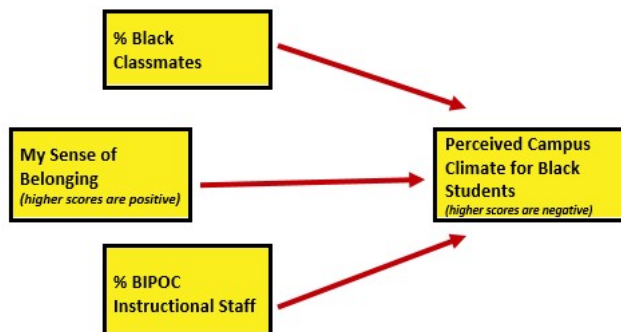 % Black
Classmates
My Sense of
Belonging
(higher scores are positive)
% BIPOC
Instructional Staff
Perceived Campus
Climate for Black
Students
(higher scores are negative)